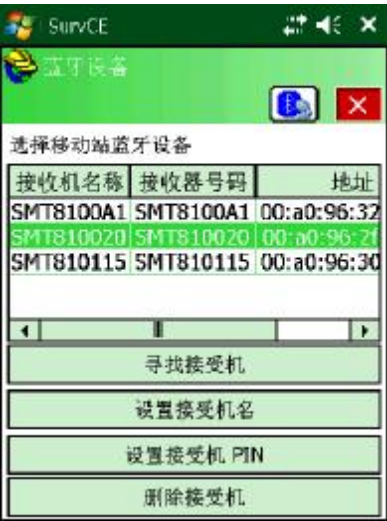 SurvCE
蓝牙设备
选择移动站蓝牙设备
接收机名称 接收器号码 地址
SMT8100A1 SMT8100A1 00:a0:96:32
SMT810020 SMT810020 00:a0:96:2f
SMT810115 SMT810115 00:a0:96:30
寻找接受机
设置接受机名
设置接受机 PIN
删除接受机